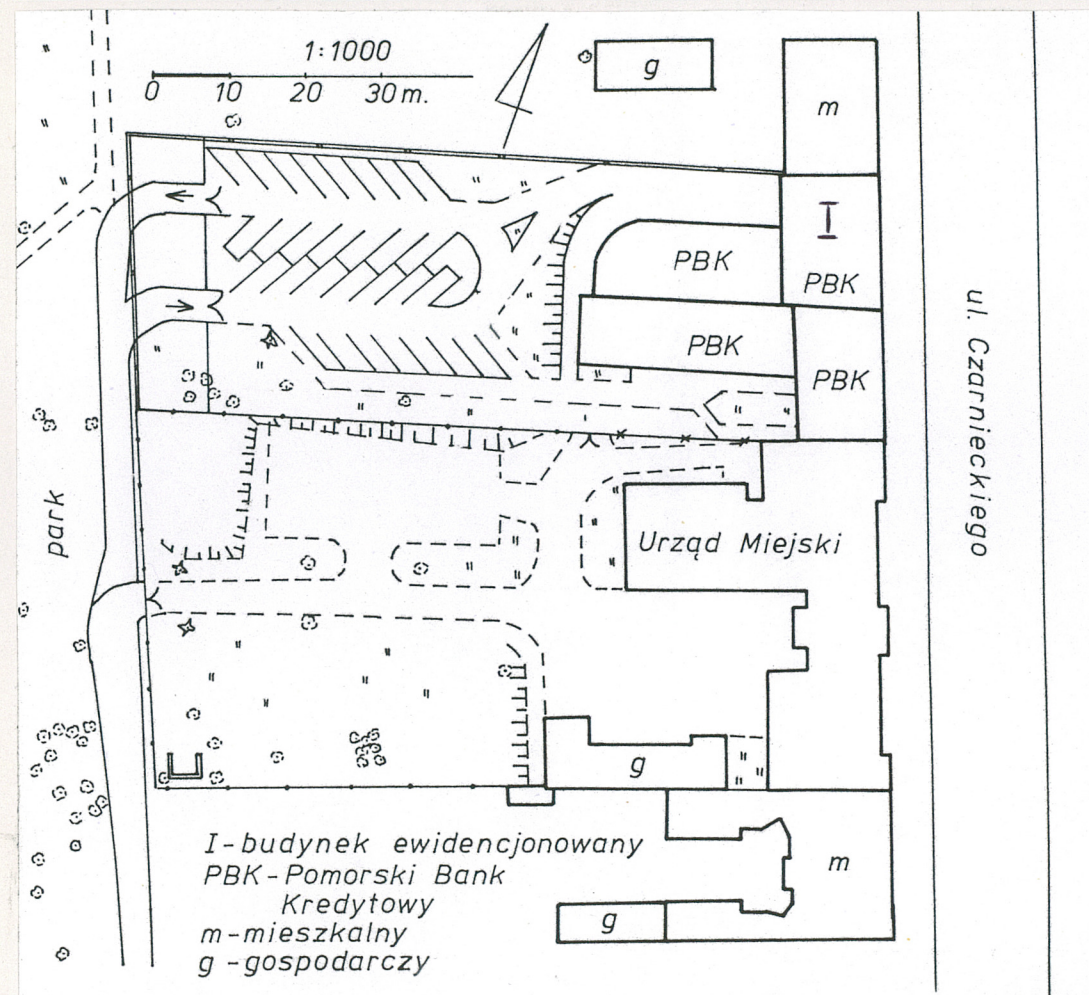 1:1000
0 10 20 30 m.
g
m
I
PBK
PBK
PBK
PBK
ul. Czarnieckiego
park
Urząd Miejski
g
m
g
I-budynek ewidencjonowany
PBK-Pomorski Bank
Kredytowy
m-mieszkalny
g-gospodarczy